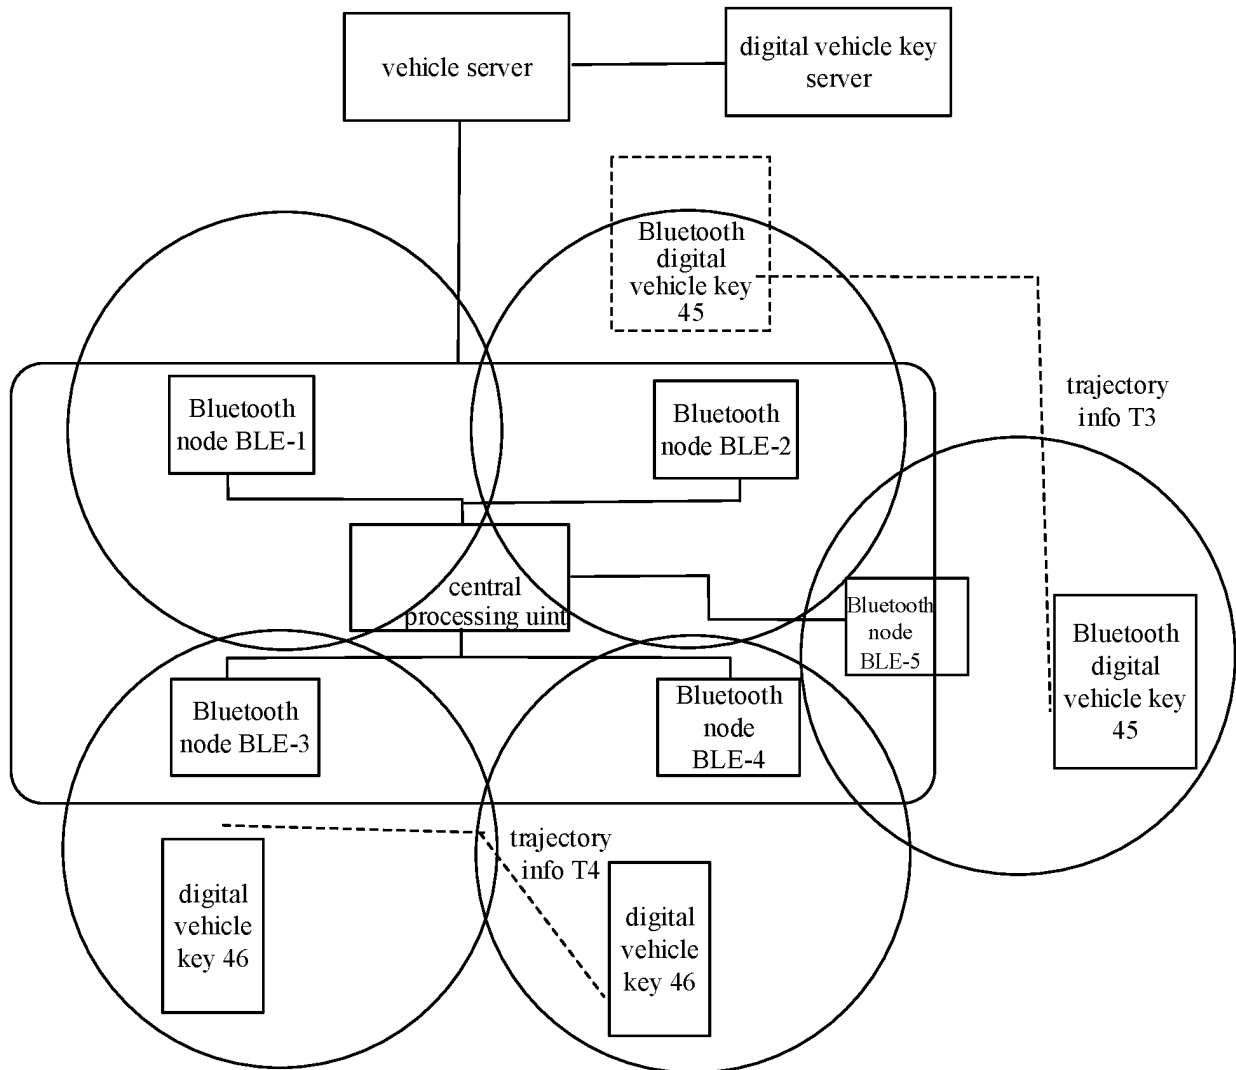 vehicle server
digital vehicle key
server
Bluetooth
digital
vehicle key
45
trajectory
info T3
Bluetooth
node BLE-1
Bluetooth
node BLE-2
central
processing uint
Bluetooth
node
BLE-5
Bluetooth
digital
vehicle key
45
Bluetooth
node BLE-3
Bluetooth
node
BLE-4
trajectory
info T4
digital
vehicle
key 46
digital
vehicle
key 46